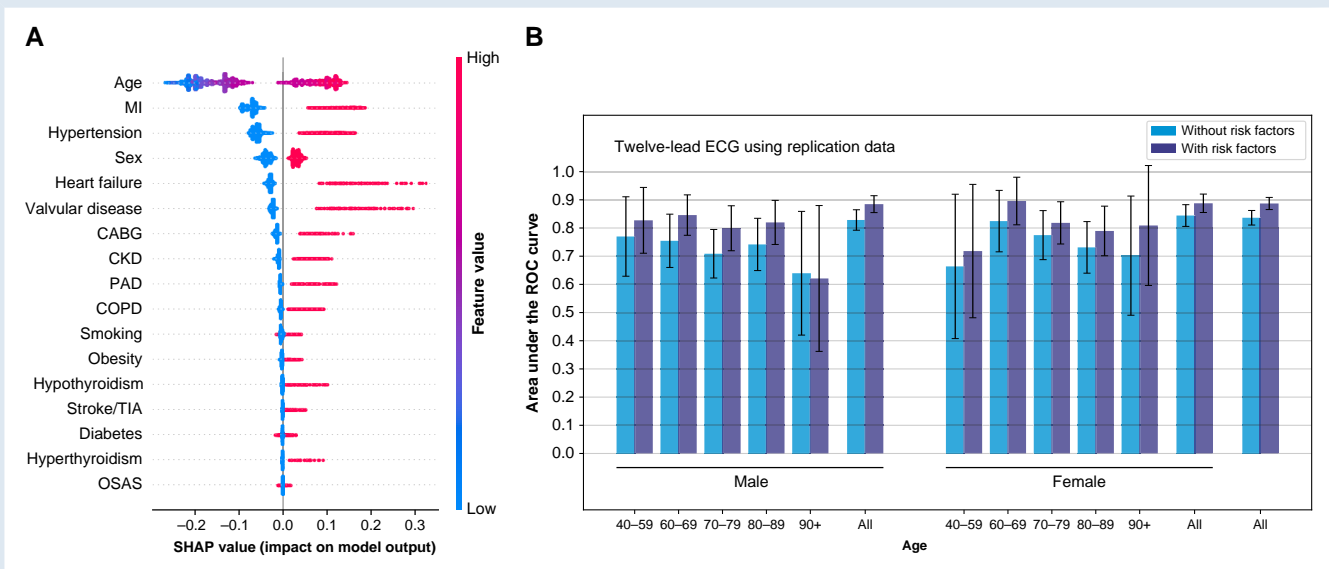 A
Age
MI
Hypertension
Sex
Heart failure
Valvular disease
CABG
CKD
PAD
COPD
Smoking
Obesity
Hypothyroidism
Stroke/TIA
Diabetes
Hyperthyroidism
OSAS
–0.2 –0.1 0.0 0.1 0.2 0.3
SHAP value (impact on model output)
High
Feature value
Low
B
Twelve-lead ECG using replication data
Without risk factors
With risk factors
Area under the ROC curve
1.0
0.9
0.8
0.7
0.6
0.5
0.4
0.3
0.2
0.1
0.0
Male Female
40–59 60–69 70–79 80–89 90+ All 40–59 60–69 70–79 80–89 90+ All All
Age